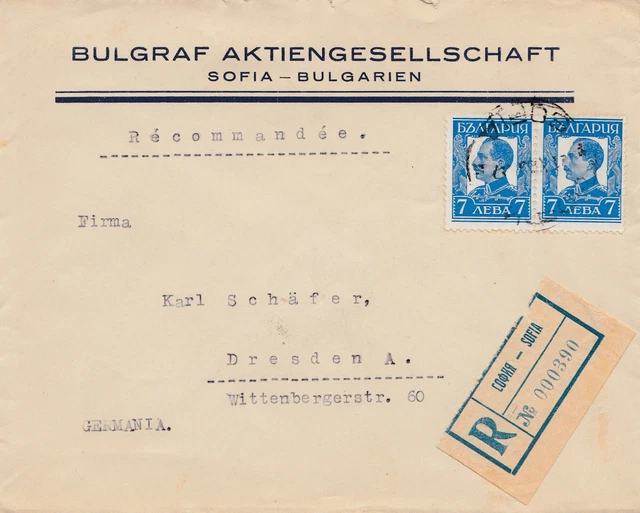 BULGRAF AKTIENGESELLSCHAFT
SOFIA – BULGARIEN
Récommandée.
БЪЛГАРИЯ БЪЛГАРИЯ
7 ЛЕВА 7 7 ЛЕВА 7
Firma
Karl Schäfer,
Dresden A.
Wittenbergerstr. 60
GERMANIA.
R
СОФИЯ — SOFIA
№ 000390